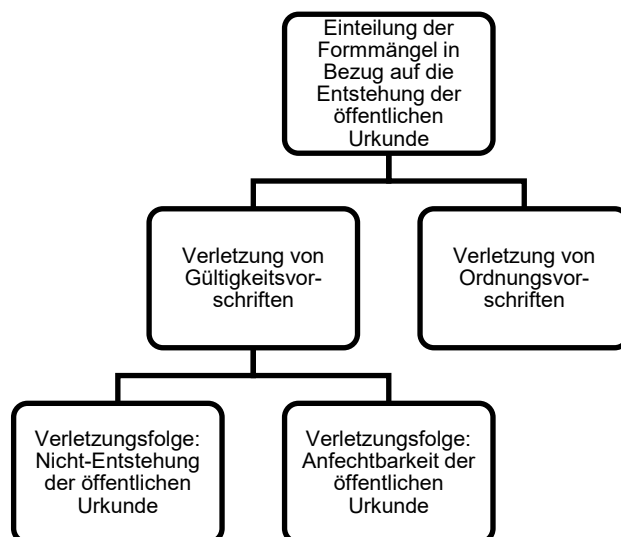 Einteilung der
Formmängel in
Bezug auf die
Entstehung der
öffentlichen
Urkunde
Verletzung von
Gültigkeitsvor-
schriften
Verletzung von
Ordnungsvor-
schriften
Verletzungsfolge:
Nicht-Entstehung
der öffentlichen
Urkunde
Verletzungsfolge:
Anfechtbarkeit der
öffentlichen
Urkunde